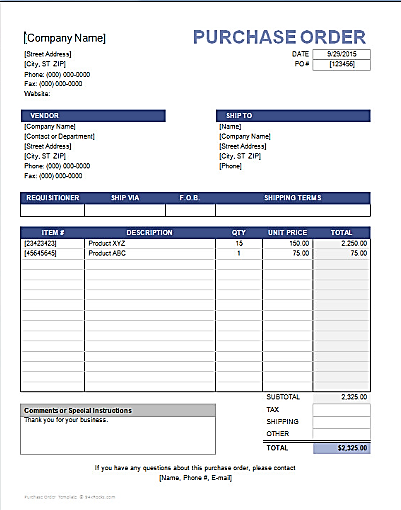 [Company Name]
PURCHASE ORDER
[Street Address]
DATE 9/29/2015
[City, ST ZIP]
PO # [123456]
Phone: (000) 000-0000
Fax: (000) 000-0000
Website:
VENDOR
SHIP TO
[Company Name]
[Name]
[Contact or Department]
[Company Name]
[Street Address]
[Street Address]
[City, ST ZIP]
[City, ST ZIP]
Phone: (000) 000-0000
[Phone]
Fax: (000) 000-0000
REQUISITIONER SHIP VIA F.O.B. SHIPPING TERMS
ITEM # DESCRIPTION QTY UNIT PRICE TOTAL
[23423423] Product XYZ 15 150.00 2,250.00
[45645645] Product ABC 1 75.00 75.00
SUBTOTAL 2,325.00
Comments or Special Instructions
TAX
Thank you for your business.
SHIPPING
OTHER
TOTAL $2,325.00
If you have any questions about this purchase order, please contact
[Name, Phone #, E-mail]
Purchase Order Template ©